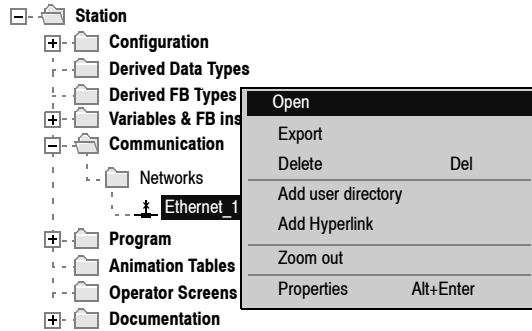 Station
Configuration
Derived Data Types
Derived FB Types
Variables & FB ins
Communication
Networks
Ethernet_1
Program
Animation Tables
Operator Screens
Documentation
Open
Export
Delete Del
Add user directory
Add Hyperlink
Zoom out
Properties Alt+Enter